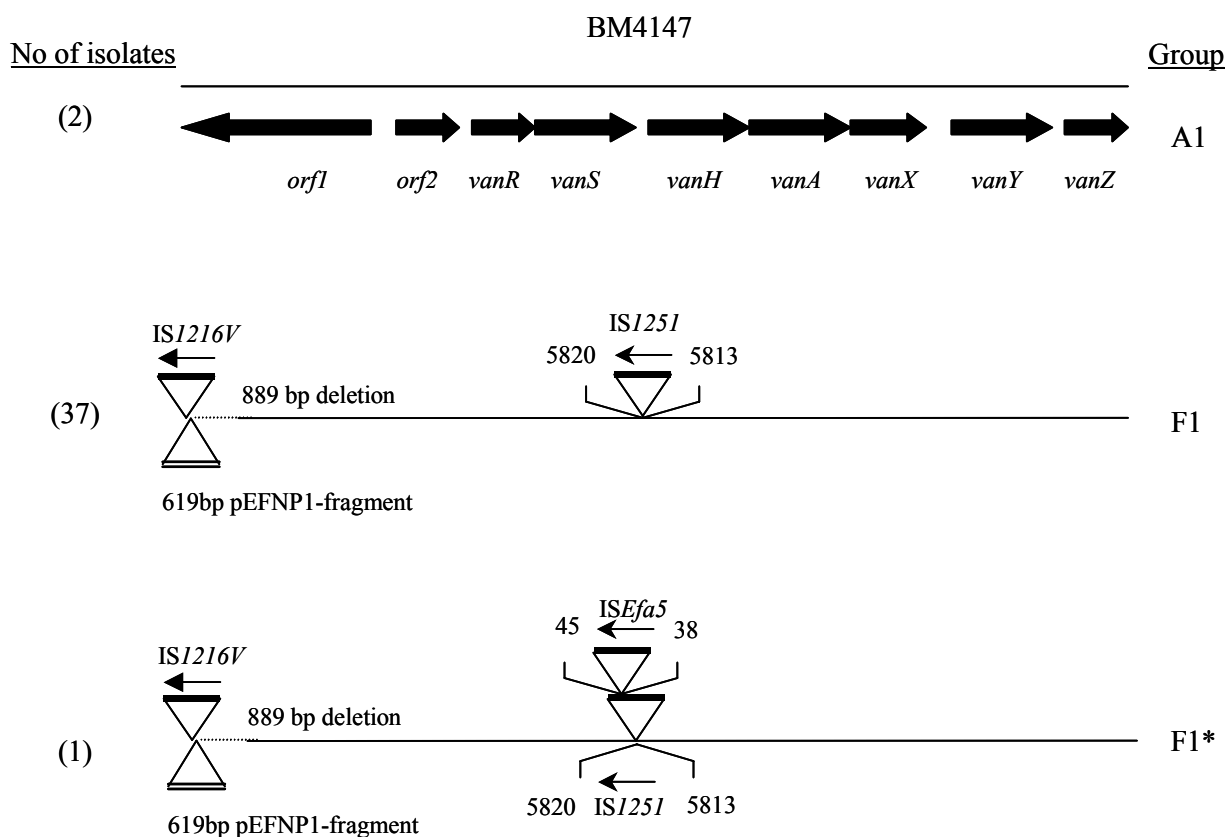 BM4147
No of isolates
Group
(2)
A1
orf1 orf2 vanR vanS vanH vanA vanX vanY vanZ
IS1216V
IS1251
5820 5813
889 bp deletion
(37)
F1
619bp pEFNP1-fragment
ISEfa5
45 38
IS1216V
889 bp deletion
(1)
F1*
5820 IS1251 5813
619bp pEFNP1-fragment